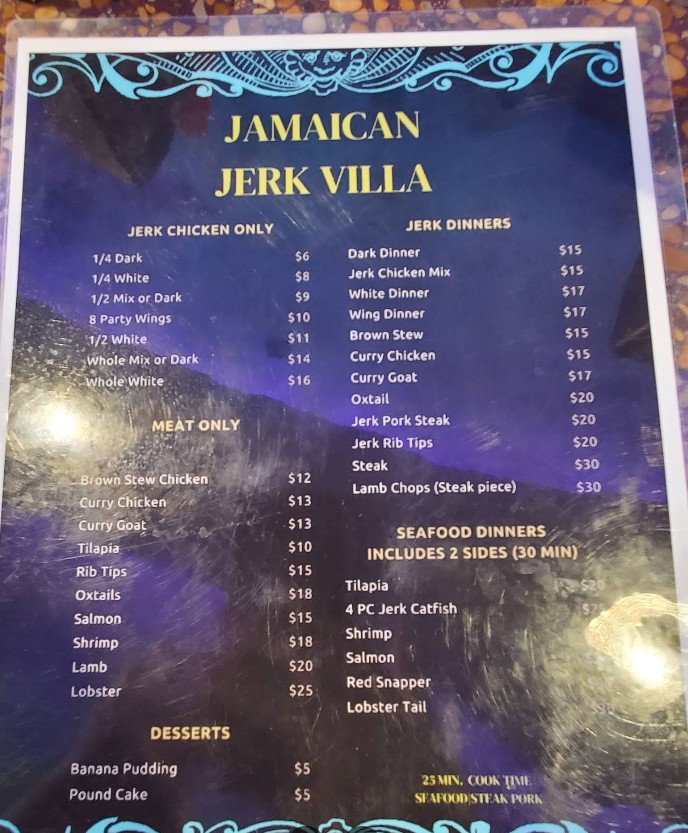 JAMAICAN
JERK VILLA
JERK CHICKEN ONLY
1/4 Dark $6
1/4 White $8
1/2 Mix or Dark $9
8 Party Wings $10
1/2 White $11
Whole Mix or Dark $14
Whole White $16
MEAT ONLY
Brown Stew Chicken $12
Curry Chicken $13
Curry Goat $13
Tilapia $10
Rib Tips $15
Oxtails $18
Salmon $15
Shrimp $18
Lamb $20
Lobster $25
DESSERTS
Banana Pudding $5
Pound Cake $5
JERK DINNERS
Dark Dinner $15
Jerk Chicken Mix $15
White Dinner $17
Wing Dinner $17
Brown Stew $15
Curry Chicken $15
Curry Goat $17
Oxtail $20
Jerk Pork Steak $20
Jerk Rib Tips $20
Steak $30
Lamb Chops (Steak piece) $30
SEAFOOD DINNERS
INCLUDES 2 SIDES (30 MIN)
Tilapia $20
4 PC Jerk Catfish
Shrimp
Salmon
Red Snapper
Lobster Tail
25 MIN. COOK TIME
SEAFOOD|STEAK PORK